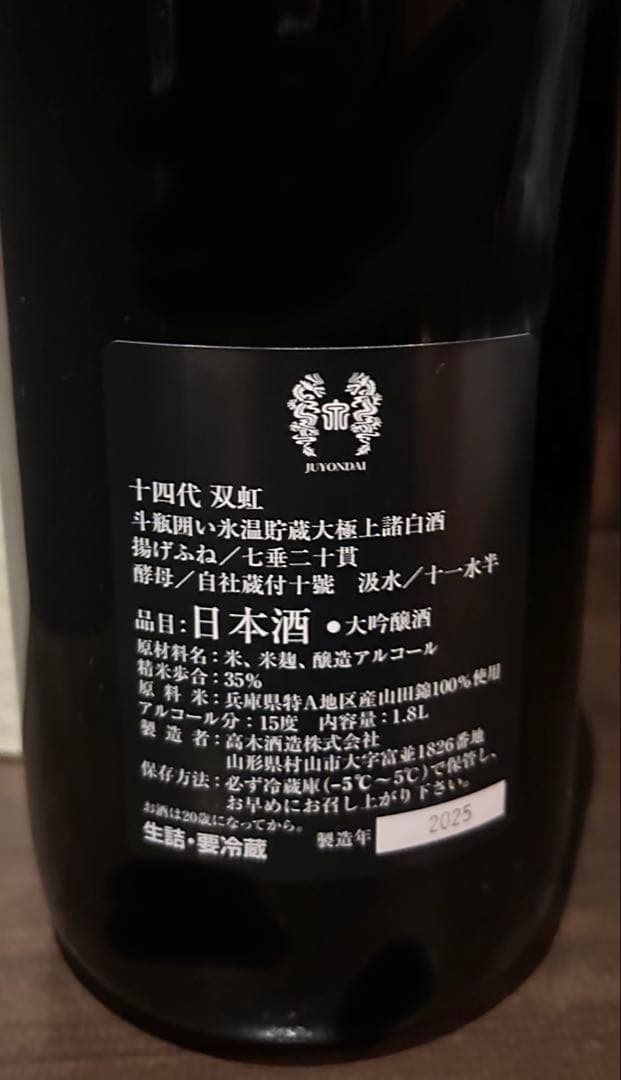 JUYONDAI
十四代 双虹
斗瓶囲い氷温貯蔵大極上諸白酒
揚げふね/七垂二十貫
酵母/自社蔵付十號 汲水/十一水半
品目:日本酒 ●大吟醸酒
原材料名:米、米麹、醸造アルコール
精米歩合:35%
原料米:兵庫県特A地区産山田錦100%使用
アルコール分:15度 内容量:1.8L
製造者:高木酒造株式会社
山形県村山市大字富並1826番地
保存方法:必ず冷蔵庫(-5℃~5℃)で保管し、
お早めにお召し上がり下さい。
お酒は20歳になってから。
生詰・要冷蔵 製造年 2025